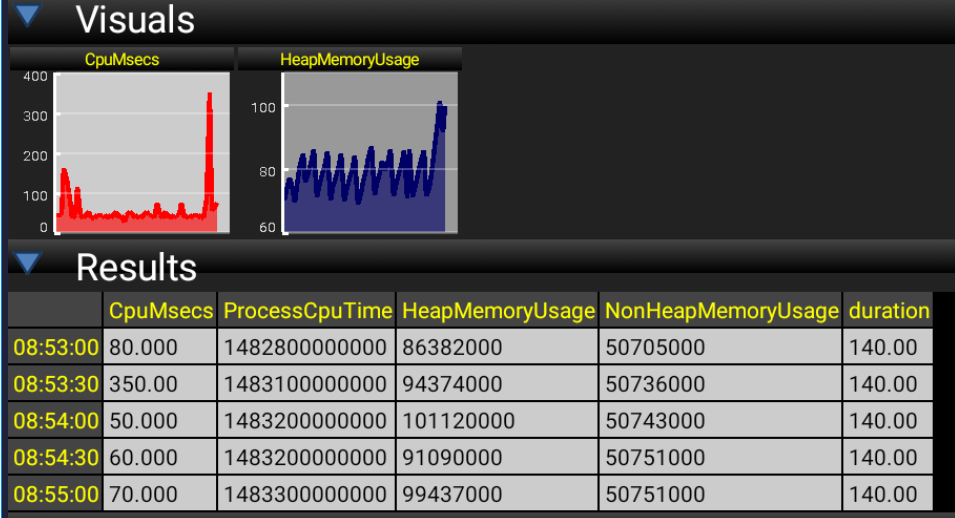 Visuals
CpuMsecs HeapMemoryUsage
400
300
200
100
0
100
80
60
Results
CpuMsecs ProcessCpuTime HeapMemoryUsage NonHeapMemoryUsage duration
08:53:00 80.000 1482800000000 86382000 50705000 140.00
08:53:30 350.00 1483100000000 94374000 50736000 140.00
08:54:00 50.000 1483200000000 101120000 50743000 140.00
08:54:30 60.000 1483200000000 91090000 50751000 140.00
08:55:00 70.000 1483300000000 99437000 50751000 140.00